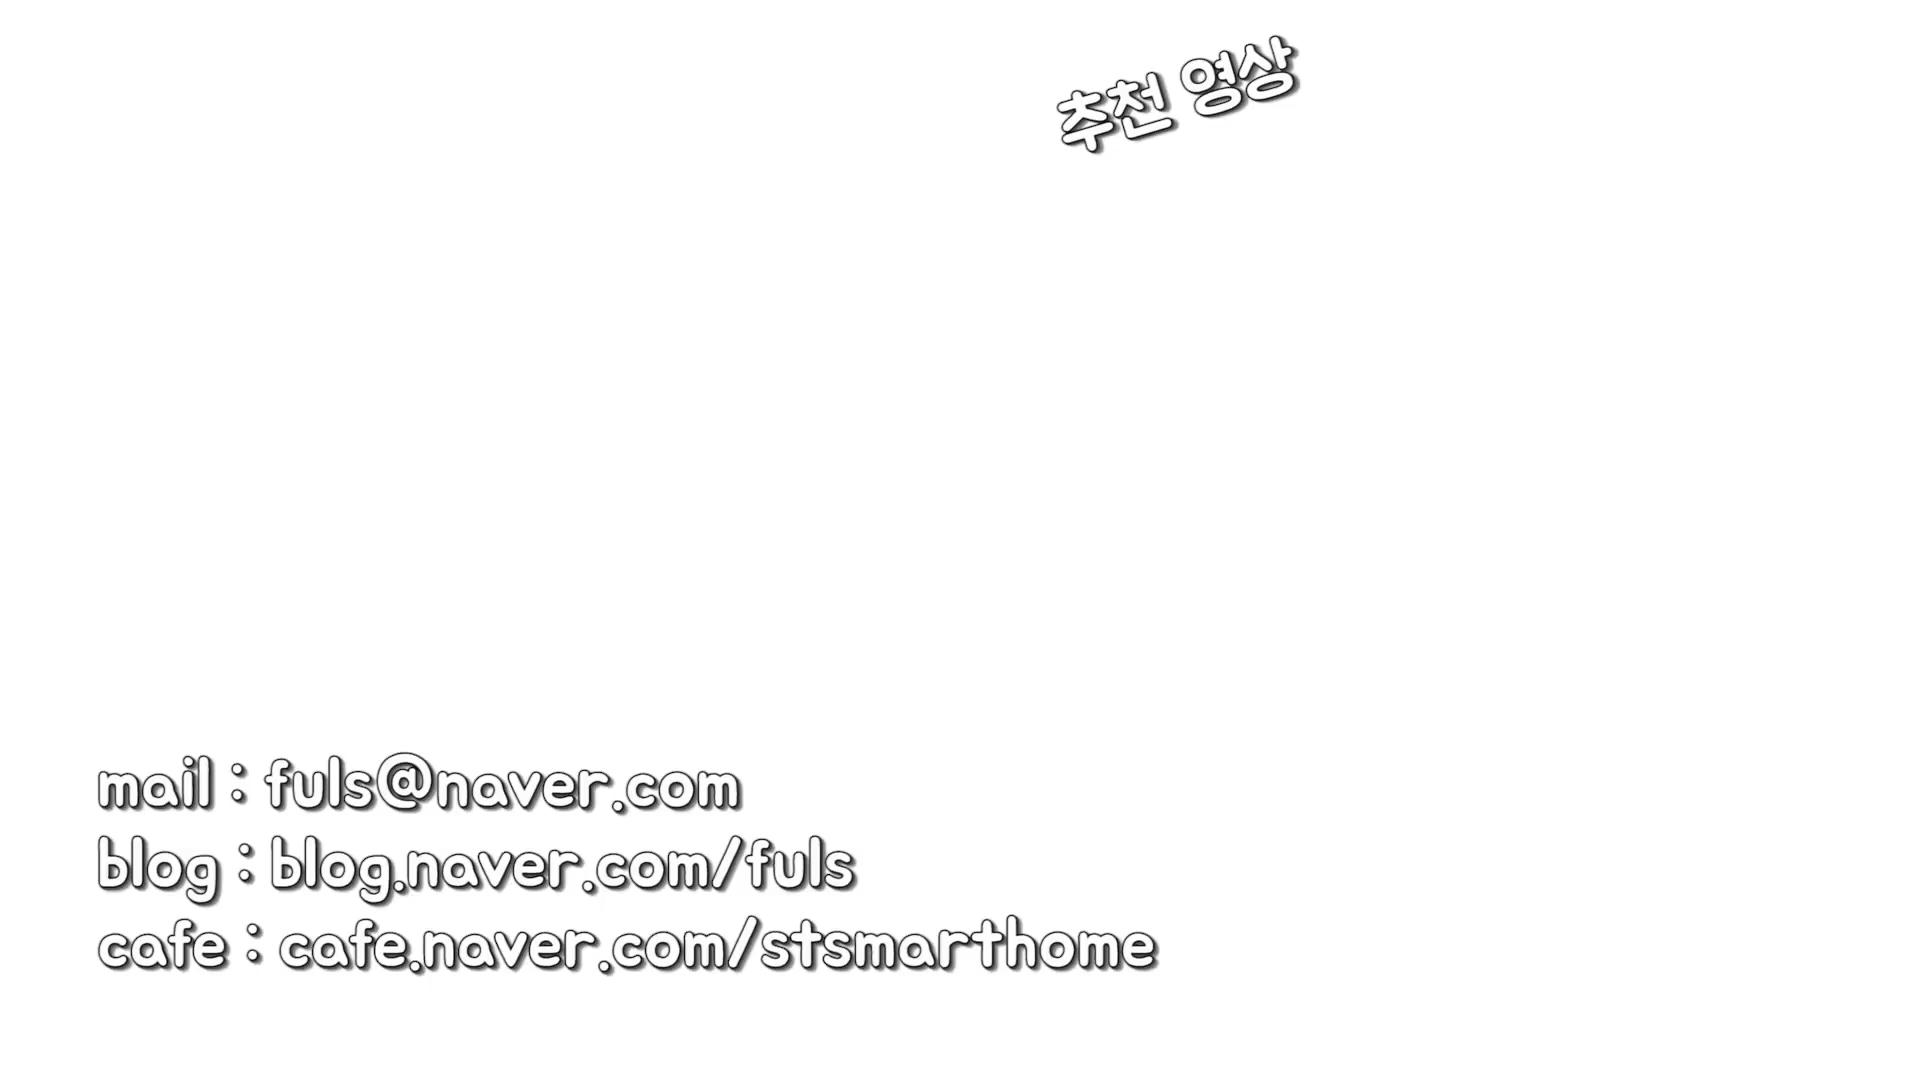 추천 영상
mail : fuls@naver.com
blog : blog.naver.com/fuls
cafe : cafe.naver.com/stsmarthome